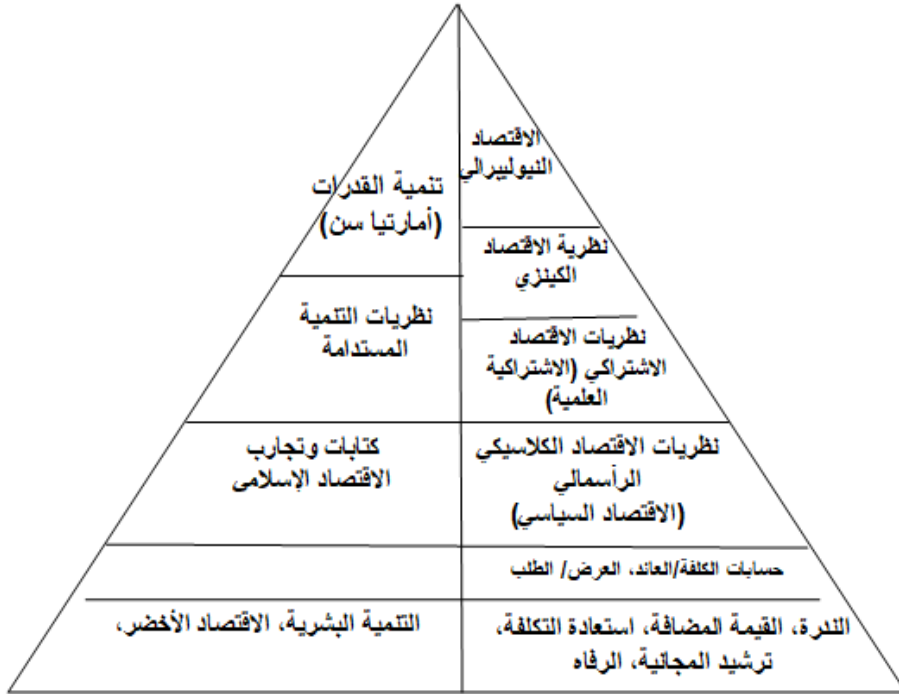 الاقتصاد
النيوليبرالي
تنمية القدرات
(أمارتيا سن)
نظرية الاقتصاد
الكينزي
نظريات التنمية
المستدامة
نظريات الاقتصاد
الاشتراكي (الاشتراكية
العلمية)
نظريات الاقتصاد الكلاسيكي
الرأسمالي
(الاقتصاد السياسي)
كتابات وتجارب
الاقتصاد الإسلامى
حسابات الكلفة/العائد، العرض/ الطلب
الندرة، القيمة المضافة، استعادة التكلفة،
ترشيد المجانية، الرفاه
التنمية البشرية، الاقتصاد الأخضر،